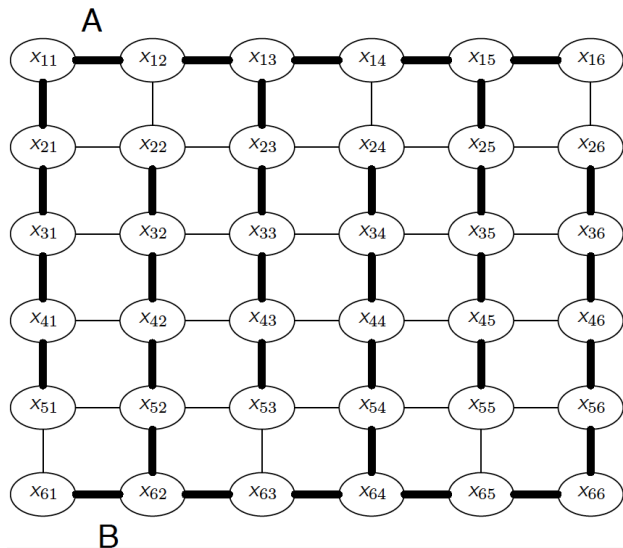 A
x₁₁ x₁₂ x₁₃ x₁₄ x₁₅ x₁₆
x₂₁ x₂₂ x₂₃ x₂₄ x₂₅ x₂₆
x₃₁ x₃₂ x₃₃ x₃₄ x₃₅ x₃₆
x₄₁ x₄₂ x₄₃ x₄₄ x₄₅ x₄₆
x₅₁ x₅₂ x₅₃ x₅₄ x₅₅ x₅₆
x₆₁ x₆₂ x₆₃ x₆₄ x₆₅ x₆₆
B